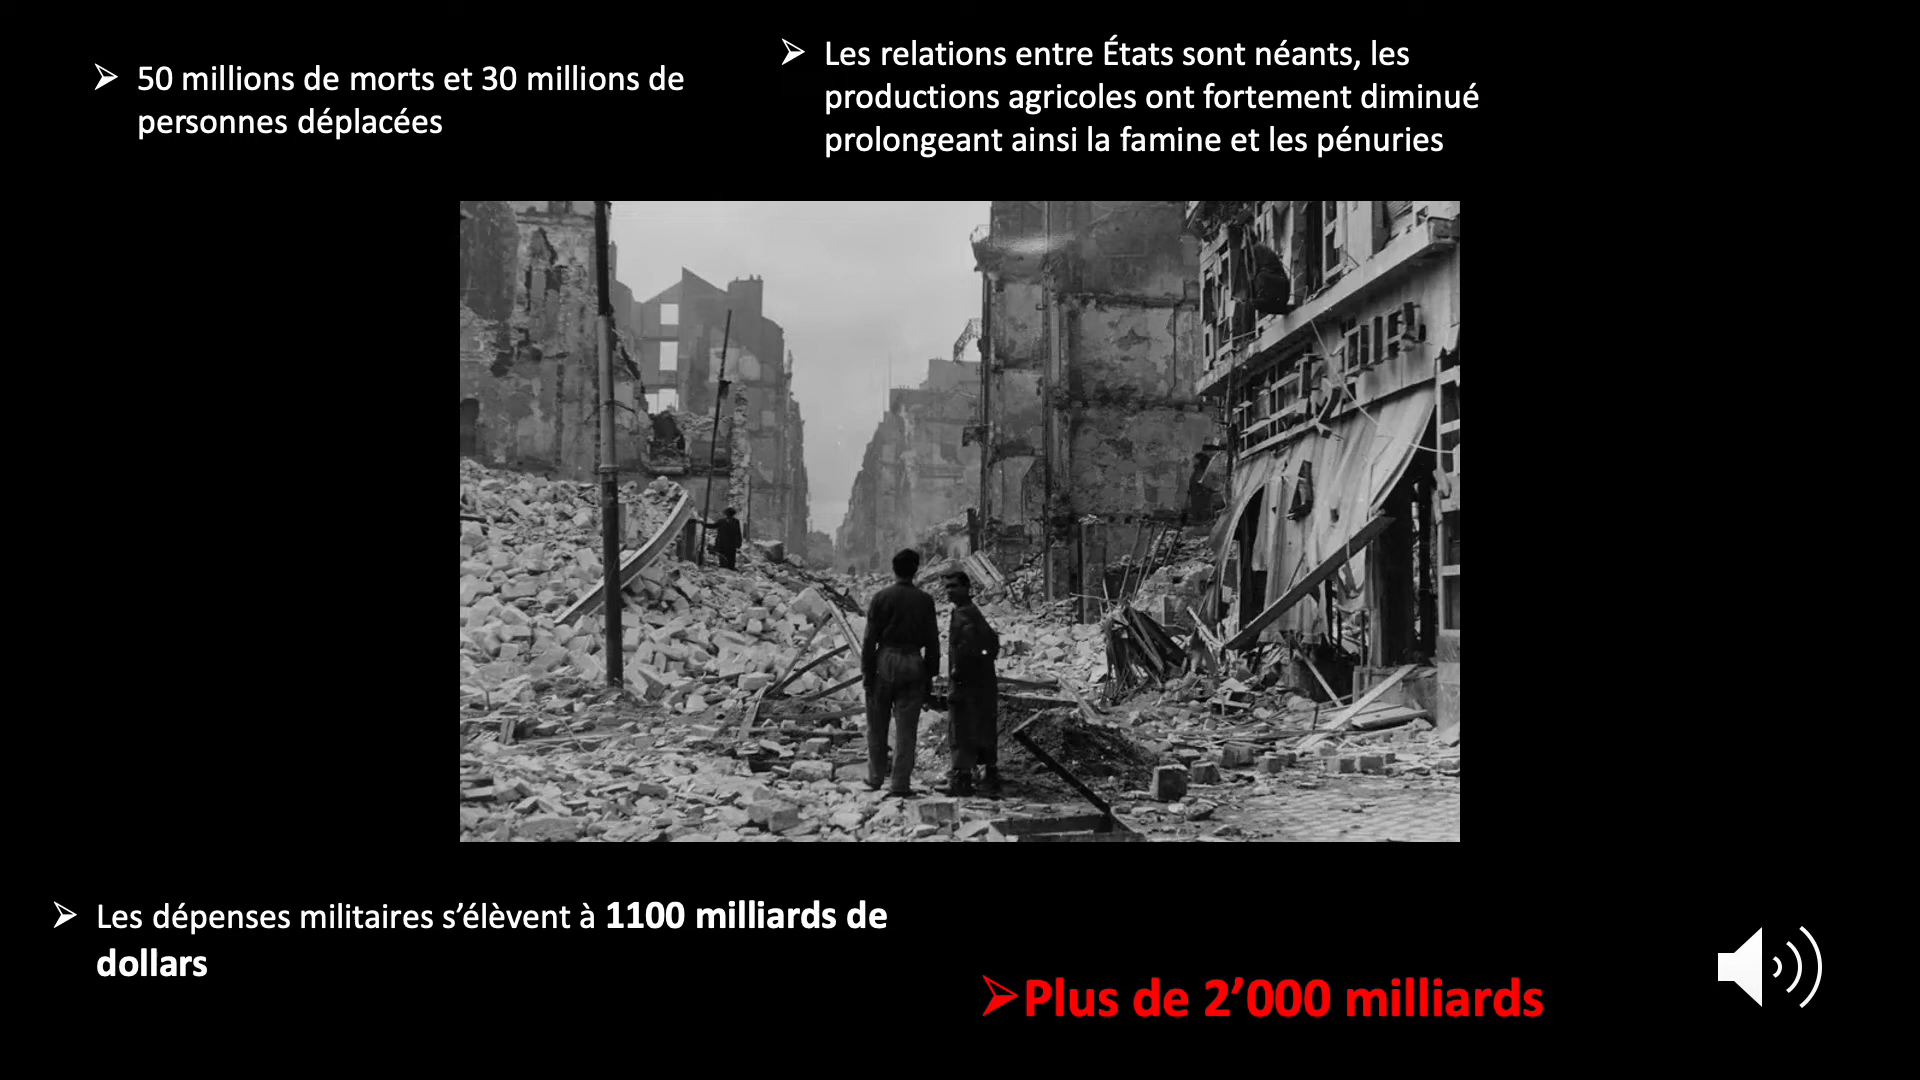 ➢ 50 millions de morts et 30 millions de
personnes déplacées
➢ Les relations entre États sont néants, les
productions agricoles ont fortement diminué
prolongeant ainsi la famine et les pénuries
➢ Les dépenses militaires s’élèvent à 1100 milliards de
dollars
➢Plus de 2’000 milliards